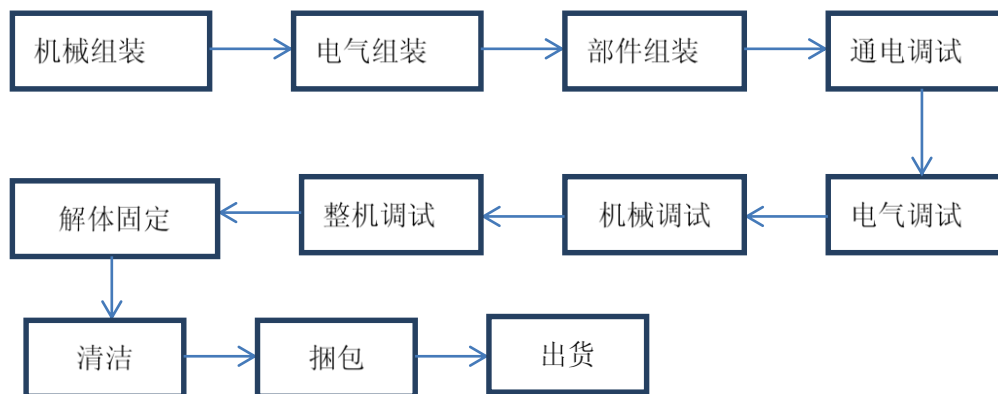 机械组装
电气组装
部件组装
通电调试
电气调试
机械调试
整机调试
解体固定
清洁
捆包
出货